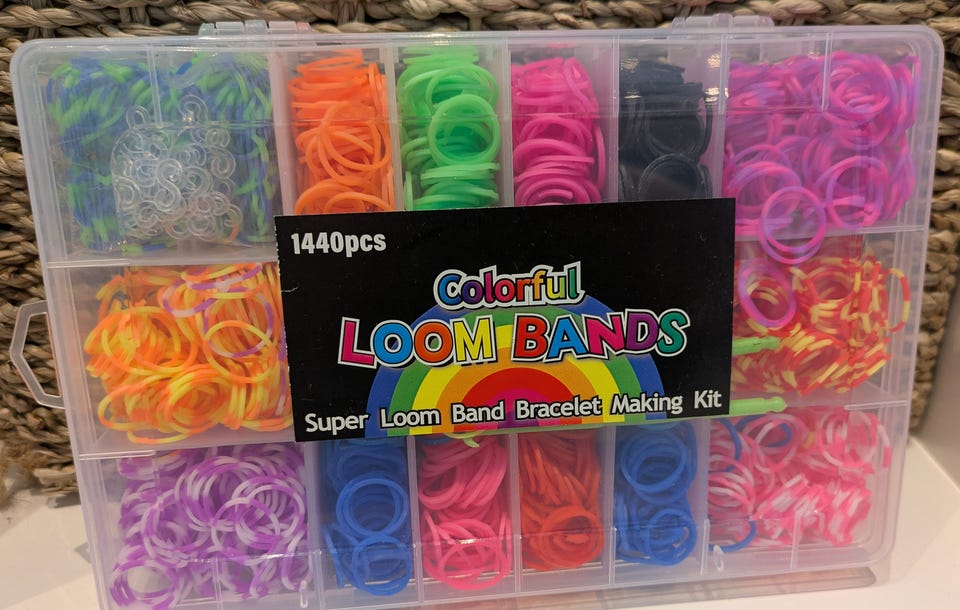 1440pcs
Colorful
LOOM BANDS
Super Loom Band Bracelet Making Kit